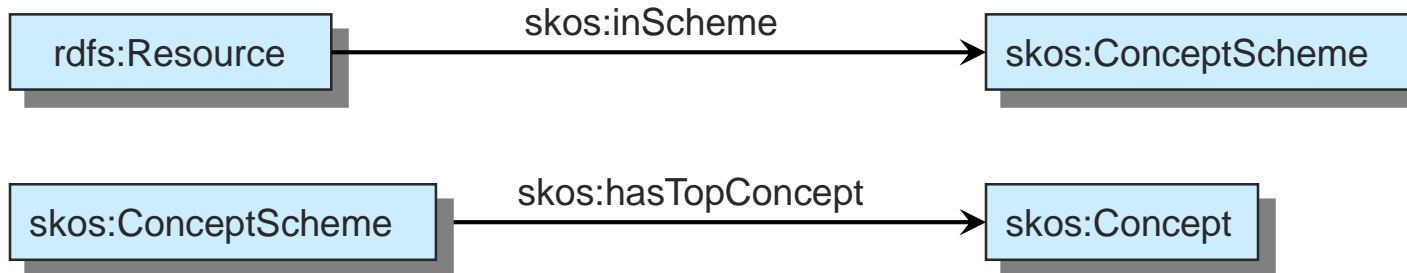 skos:inScheme
rdfs:Resource
skos:ConceptScheme
skos:hasTopConcept
skos:ConceptScheme
skos:Concept